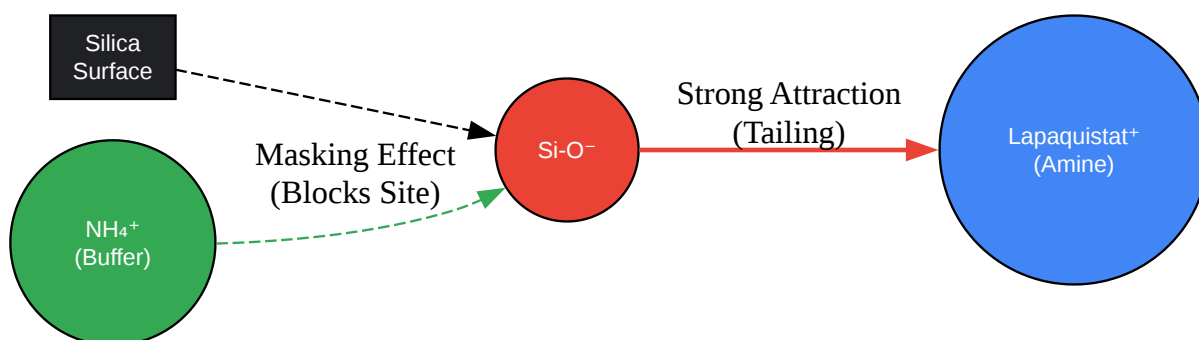 Silica
Surface
NH₄⁺
(Buffer)
Masking Effect
(Blocks Site)
Si-O⁻
Strong Attraction
(Tailing)
Lapaquistat⁺
(Amine)